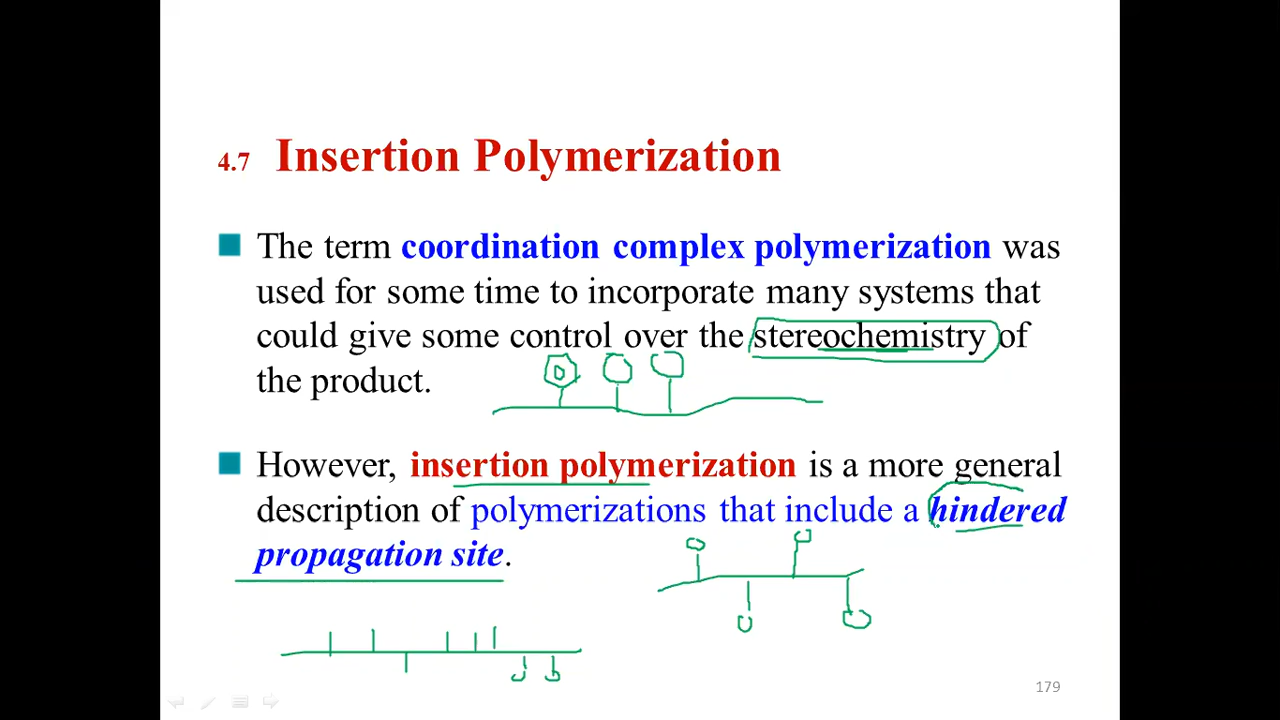 4.7 Insertion Polymerization
The term coordination complex polymerization was
used for some time to incorporate many systems that
could give some control over the stereochemistry of
the product.
However, insertion polymerization is a more general
description of polymerizations that include a hindered
propagation site.
179